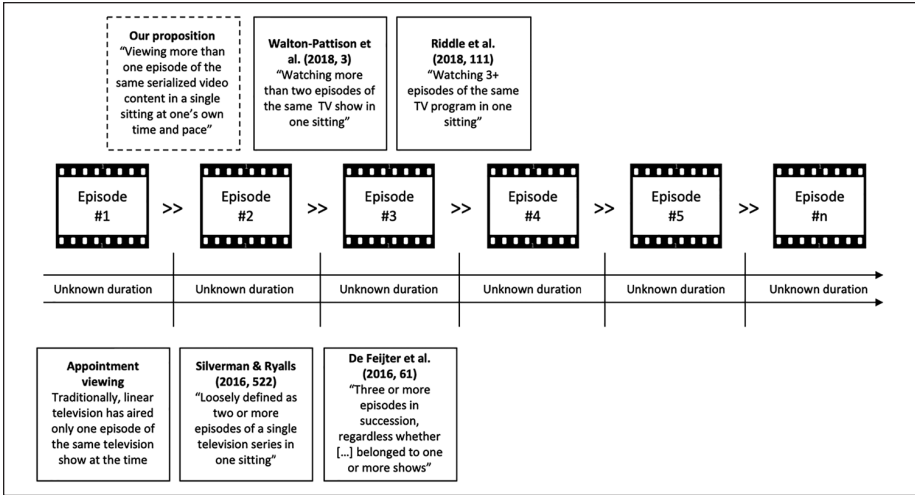 Our proposition
“Viewing more than
one episode of the
same serialized video
content in a single
sitting at one’s own
time and pace”
Walton-Pattison et
al. (2018, 3)
“Watching more
than two episodes of
the same TV show in
one sitting”
Riddle et al.
(2018, 111)
“Watching 3+
episodes of the same
TV program in one
sitting”
Episode
#1
>>
Episode
#2
>>
Episode
#3
>>
Episode
#4
>>
Episode
#5
>>
Episode
#n
Unknown duration
Unknown duration
Unknown duration
Unknown duration
Unknown duration
Unknown duration
Appointment
viewing
Traditionally, linear
television has aired
only one episode of
the same television
show at the time
Silverman & Ryalls
(2016, 522)
“Loosely defined as
two or more
episodes of a single
television series in
one sitting”
De Feijter et al.
(2016, 61)
“Three or more
episodes in
succession,
regardless whether
[…] belonged to one
or more shows”